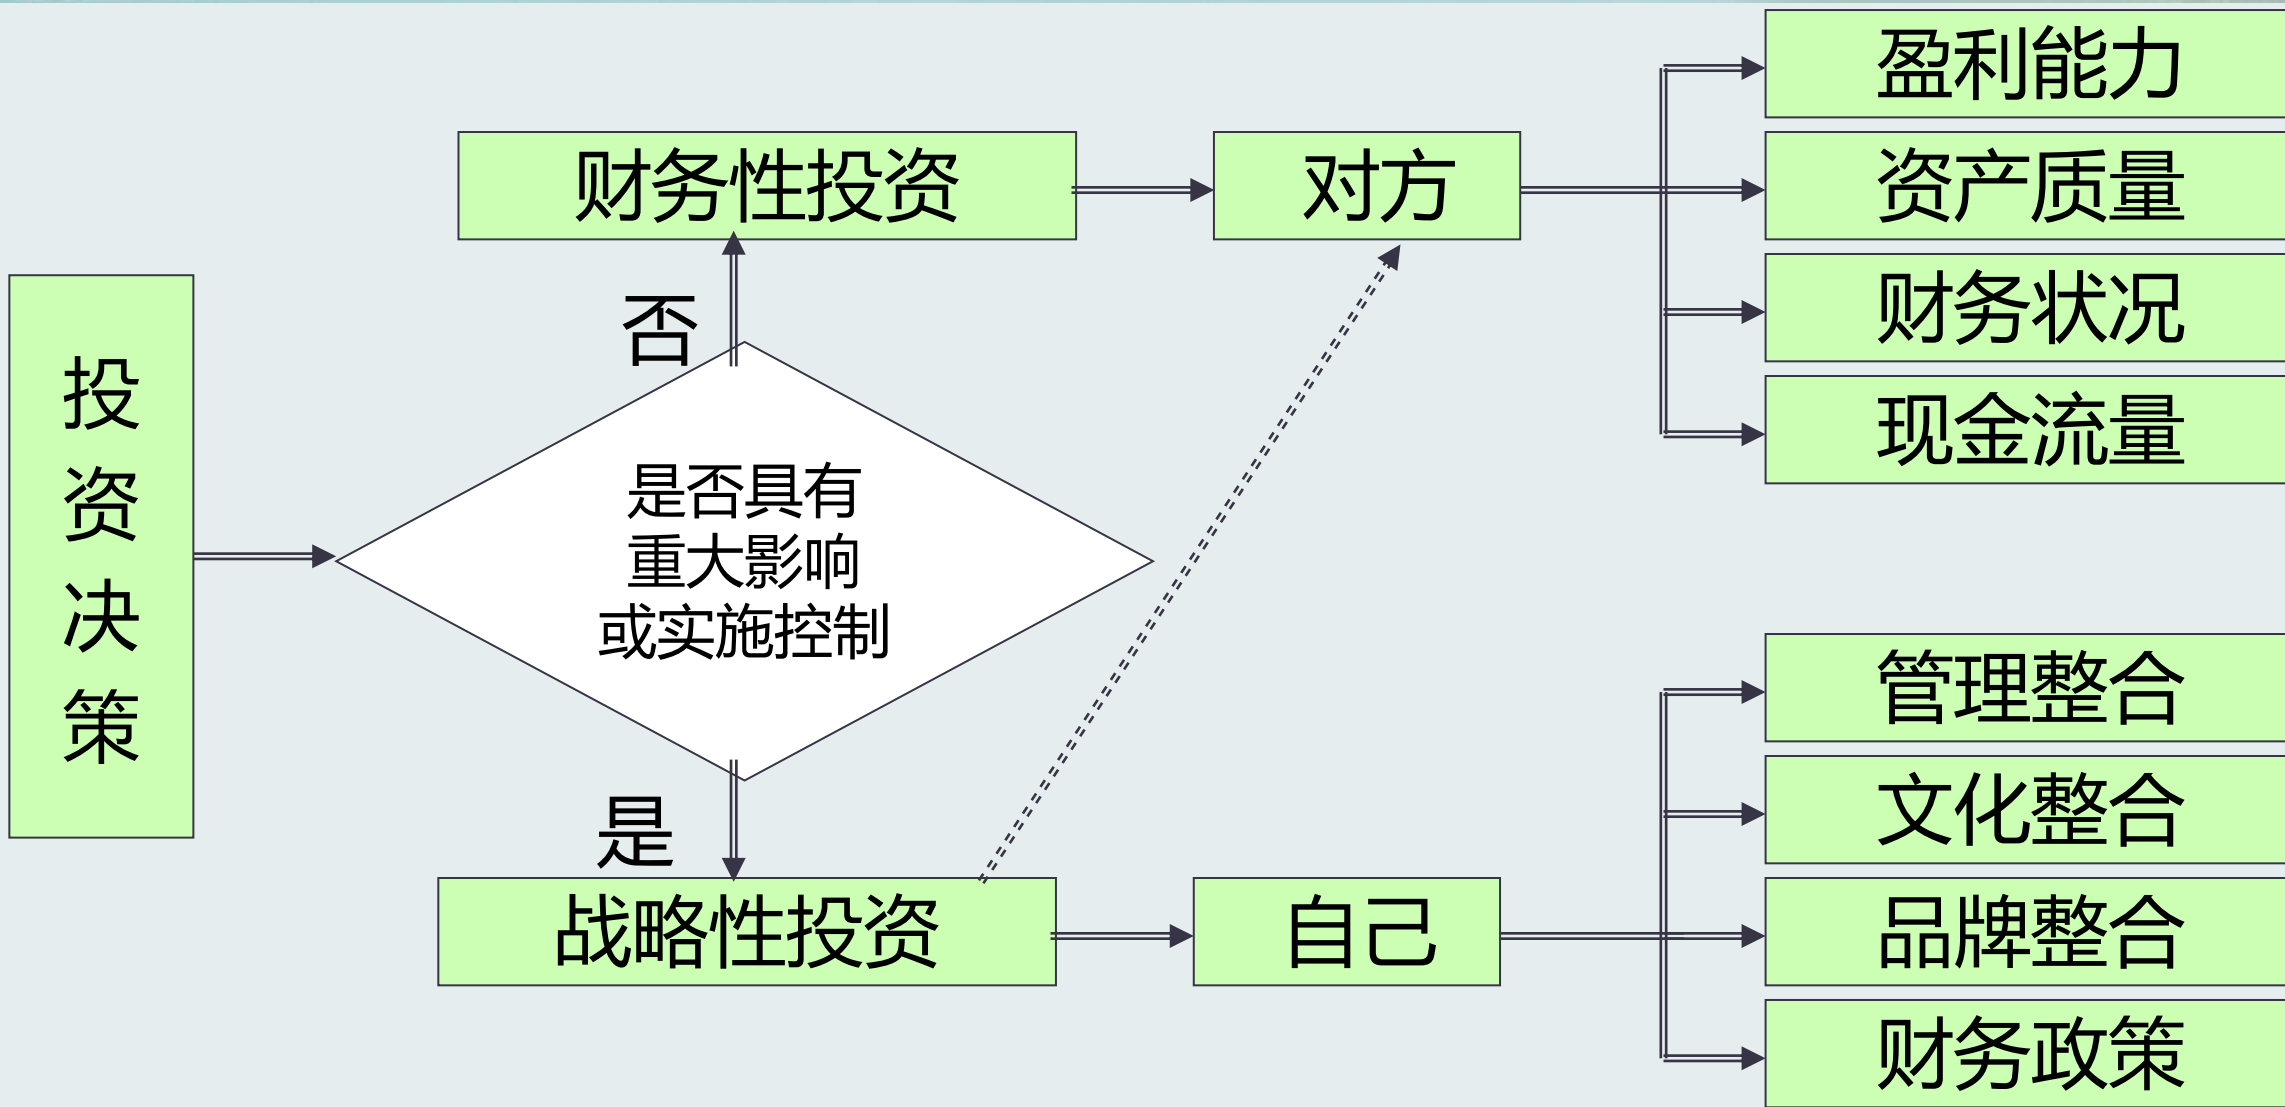 盈利能力
财务性投资
对方
资产质量
财务状况
否
现金流量
投
资
决
策
是否具有
重大影响
或实施控制
管理整合
文化整合
是
战略性投资
自己
品牌整合
财务政策